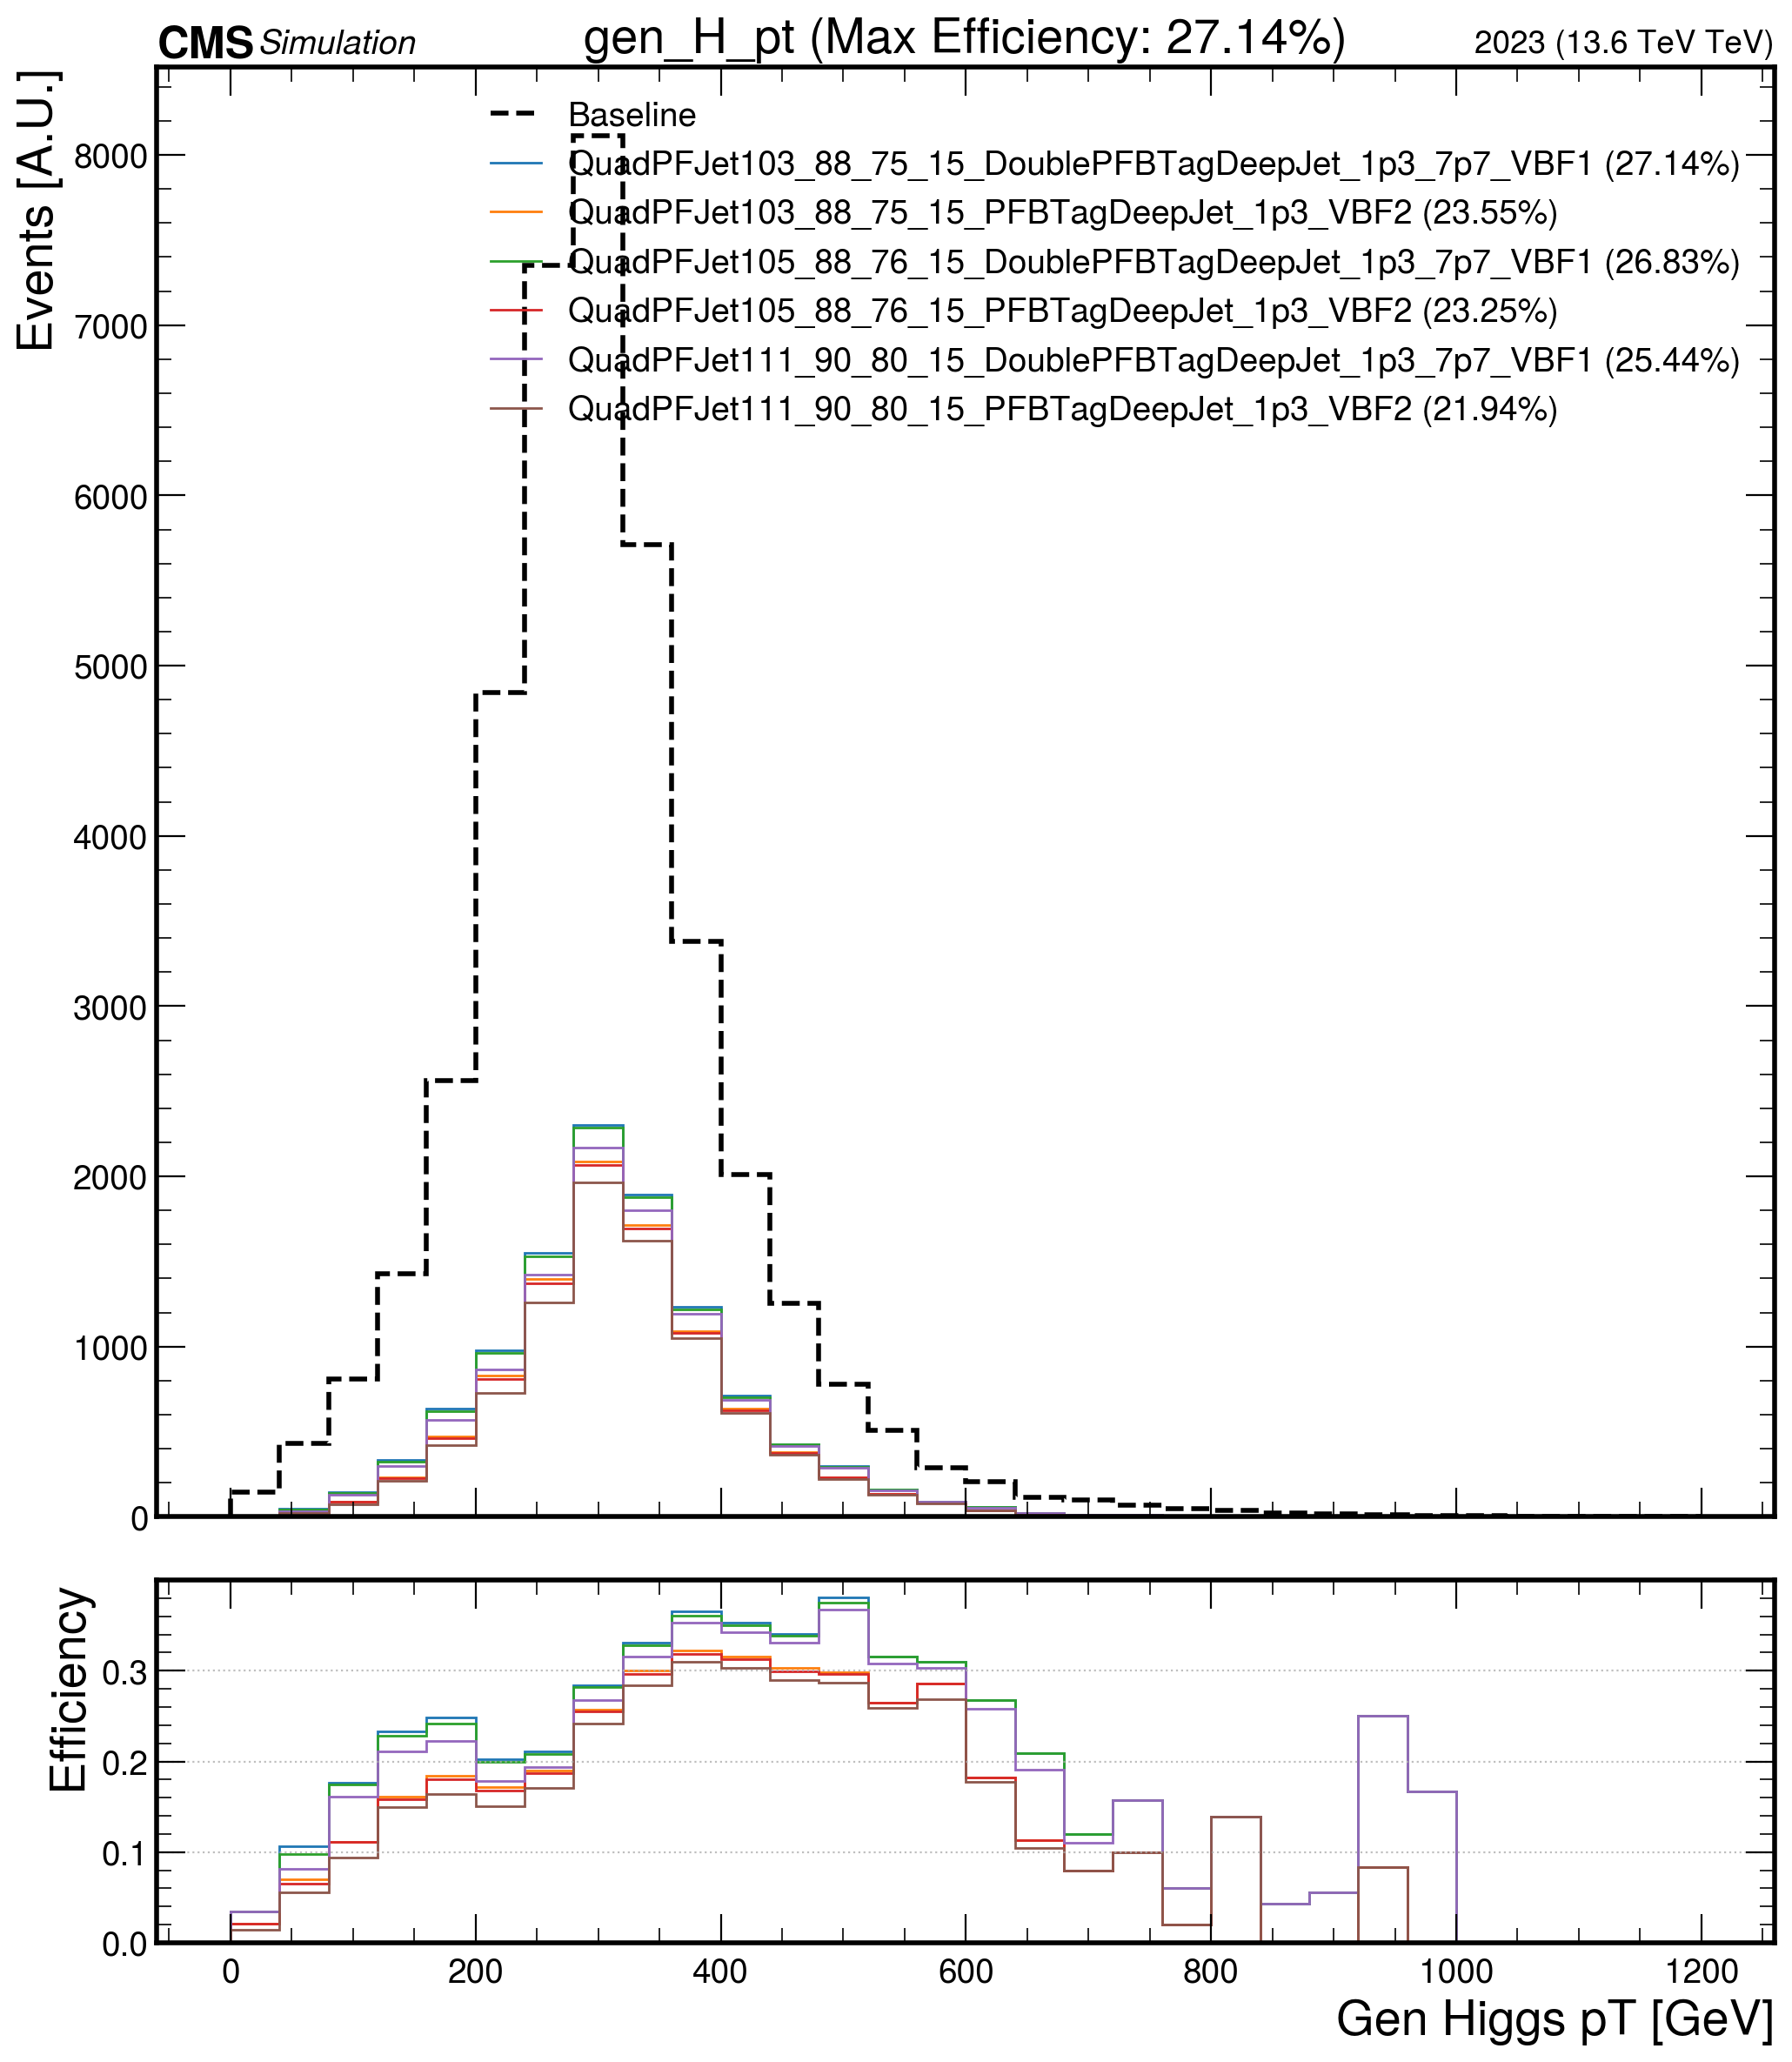 CMS Simulation gen_H_pt (Max Efficiency: 27.14%) 2023 (13.6 TeV TeV)
Events [A.U.]
Baseline
QuadPFJet103_88_75_15_DoublePFBTagDeepJet_1p3_7p7_VBF1 (27.14%)
QuadPFJet103_88_75_15_PFBTagDeepJet_1p3_VBF2 (23.55%)
QuadPFJet105_88_76_15_DoublePFBTagDeepJet_1p3_7p7_VBF1 (26.83%)
QuadPFJet105_88_76_15_PFBTagDeepJet_1p3_VBF2 (23.25%)
QuadPFJet111_90_80_15_DoublePFBTagDeepJet_1p3_7p7_VBF1 (25.44%)
QuadPFJet111_90_80_15_PFBTagDeepJet_1p3_VBF2 (21.94%)
8000
7000
6000
5000
4000
3000
2000
1000
0
Efficiency
0.3
0.2
0.1
0.0
0 200 400 600 800 1000 1200
Gen Higgs pT [GeV]